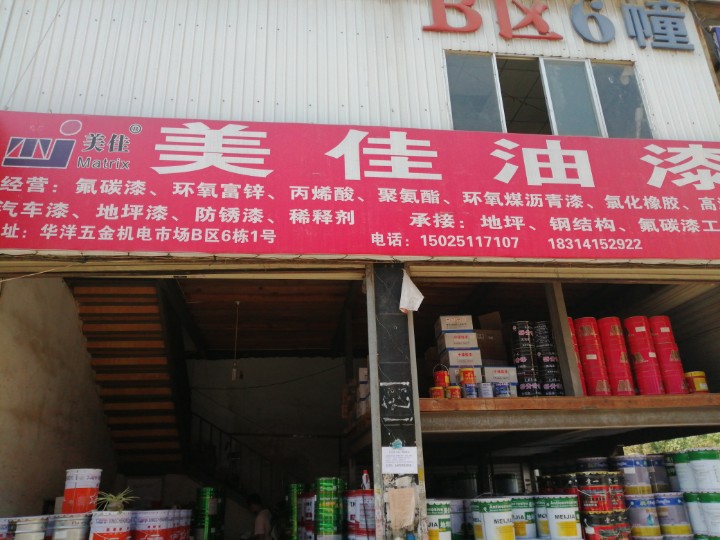 B区6幢
美佳®
Matrix
美佳油漆
经营：氟碳漆、环氧富锌、丙烯酸、聚氨酯、环氧煤沥青漆、氯化橡胶、高
汽车漆、地坪漆、防锈漆、稀释剂 承接：地坪、钢结构、氟碳漆工
址：华洋五金机电市场B区6栋1号 电话：15025117107 18314152922
MEIJIA
MEIJIA
MEIJIA